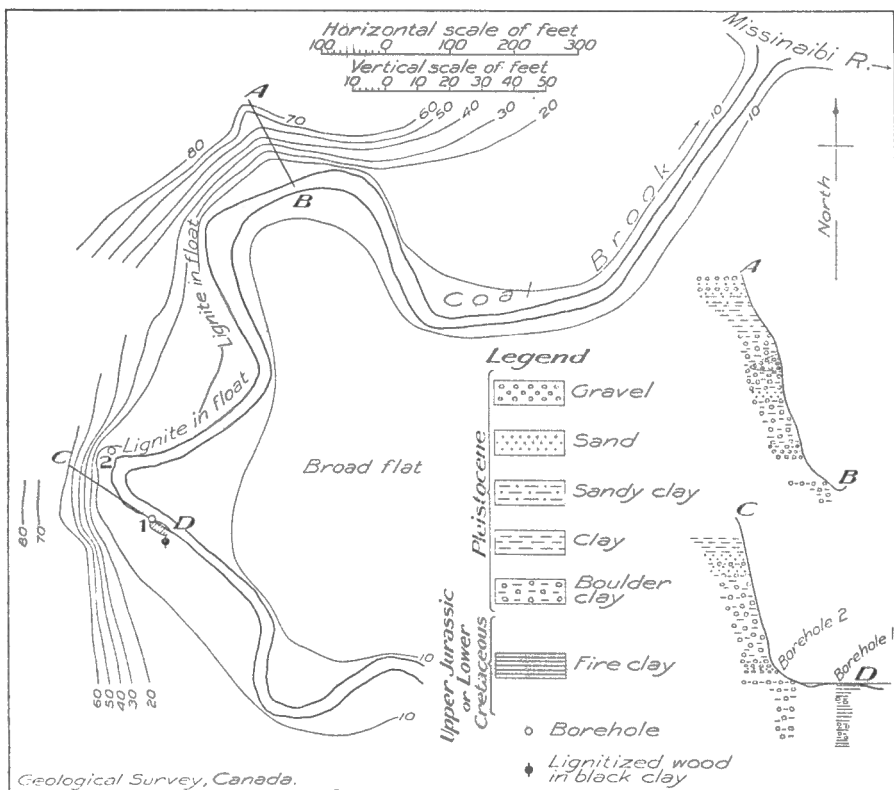 Horizontal scale of feet
100 0 100 200 300
Vertical scale of feet
10 0 10 20 30 40 50
Missinaibi R.
A
80
70
60
50
40
30
20
10
10
B
North
Coal Brook
Lignite in float
Lignite in float
C
2
1
D
80
70
60
50
40
30
20
Broad flat
10
10
Legend
Pleistocene
Gravel
Sand
Sandy clay
Clay
Boulder clay
Upper Jurassic
or Lower
Cretaceous
Fire clay
Borehole
Lignitized wood
in black clay
A
B
C
Borehole 2
Borehole 1
D
Geological Survey, Canada.